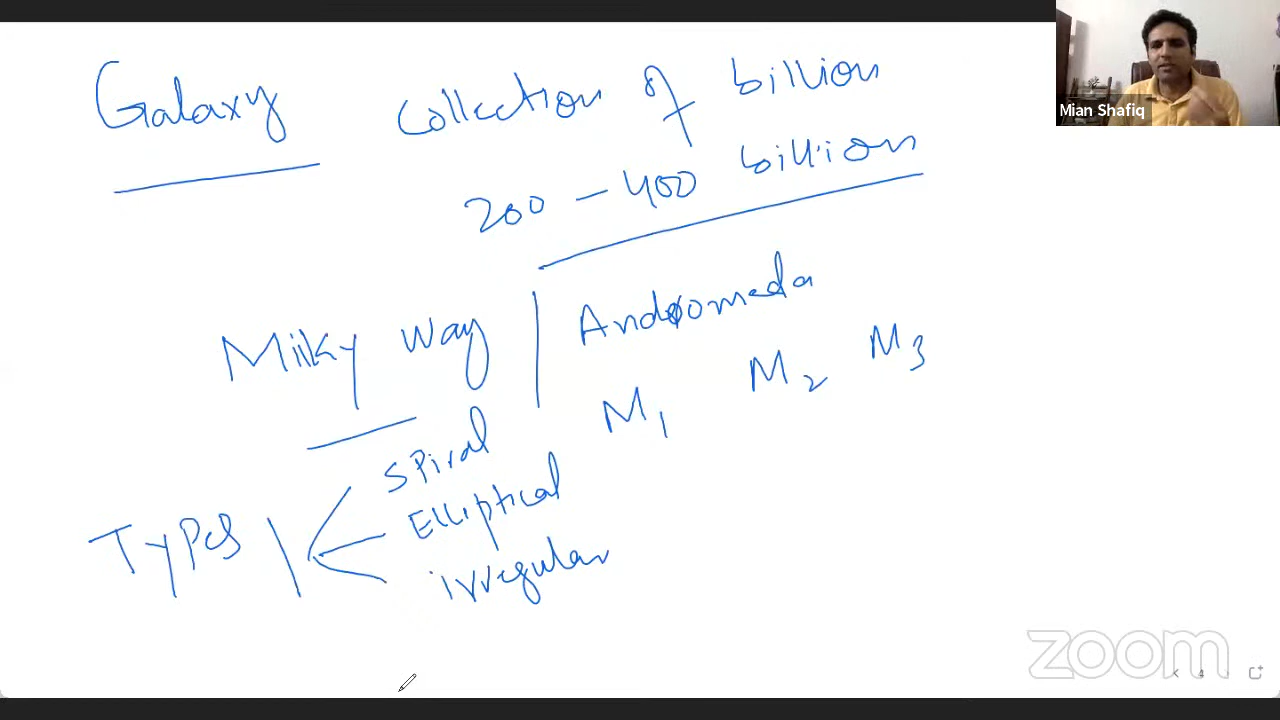 Galaxy collection of billion
200 - 400 billion
Milky Way Andromeda
M1 M2 M3
Types
Spiral
Elliptical
irregular
Mian Shafiq
zoom
4